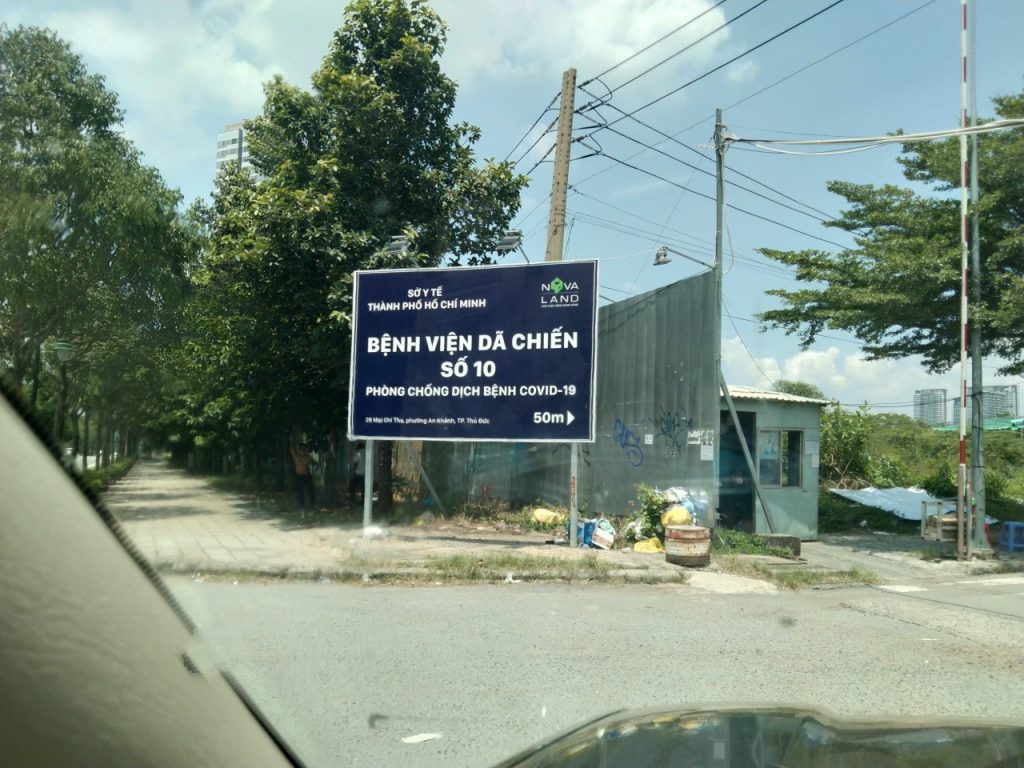 SỞ Y TẾ
THÀNH PHỐ HỒ CHÍ MINH
NOVA
LAND
BỆNH VIỆN DÃ CHIẾN
SỐ 10
PHÒNG CHỐNG DỊCH BỆNH COVID-19
26 Mai Chí Thọ, phường An Khánh, TP. Thủ Đức
50m